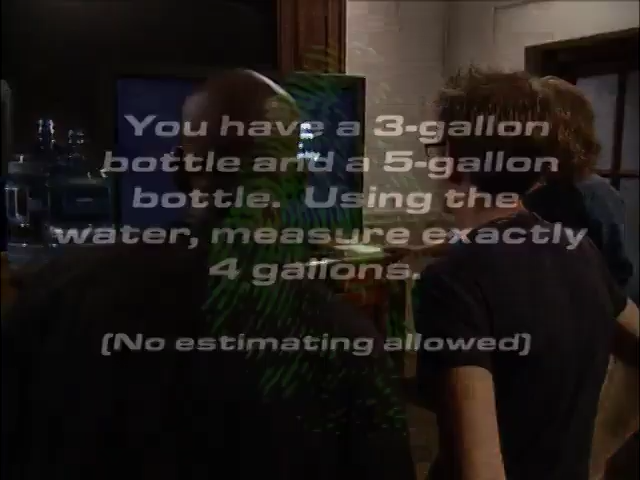 You have a 3-gallon
bottle and a 5-gallon
bottle. Using the
water, measure exactly
4 gallons.
(No estimating allowed)